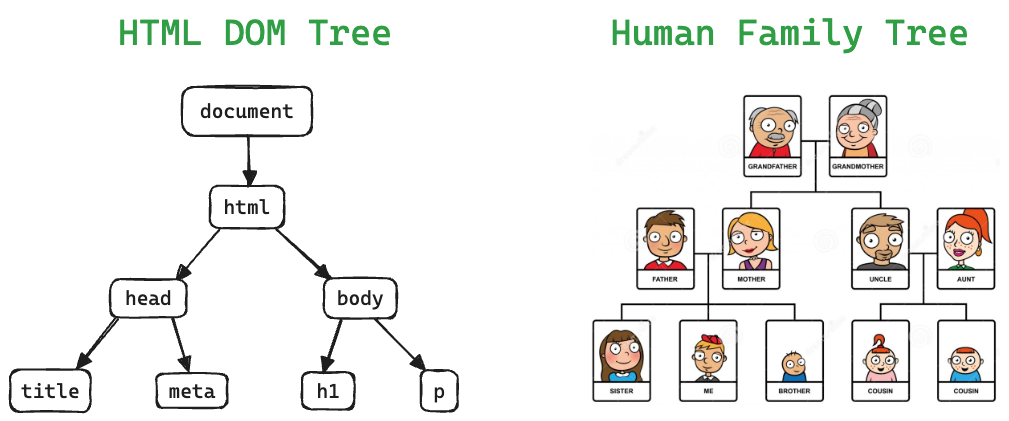 HTML DOM Tree
document
html
head
body
title
meta
h1
p
Human Family Tree
GRANDFATHER
GRANDMOTHER
FATHER
MOTHER
UNCLE
AUNT
SISTER
ME
BROTHER
COUSIN
COUSIN